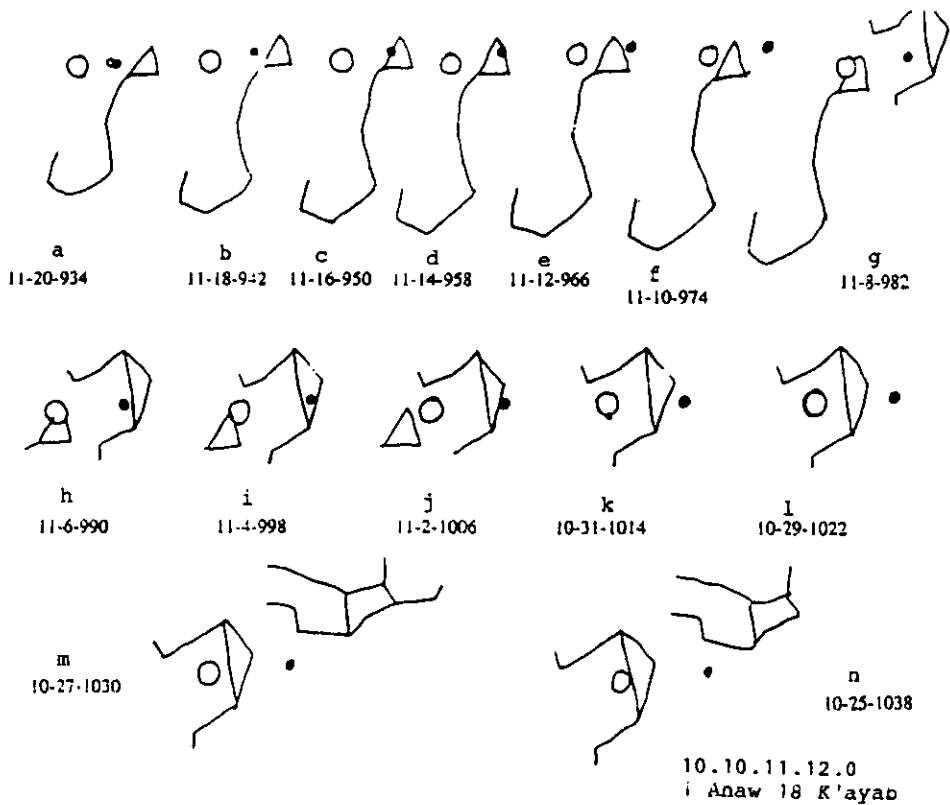 a
11-20-934
b
11-18-942
c
11-16-950
d
11-14-958
e
11-12-966
f
11-10-974
g
11-8-982
h
11-6-990
i
11-4-998
j
11-2-1006
k
10-31-1014
l
10-29-1022
m
10-27-1030
n
10-25-1038
10.10.11.12.0
1 Ahaw 18 K'ayab